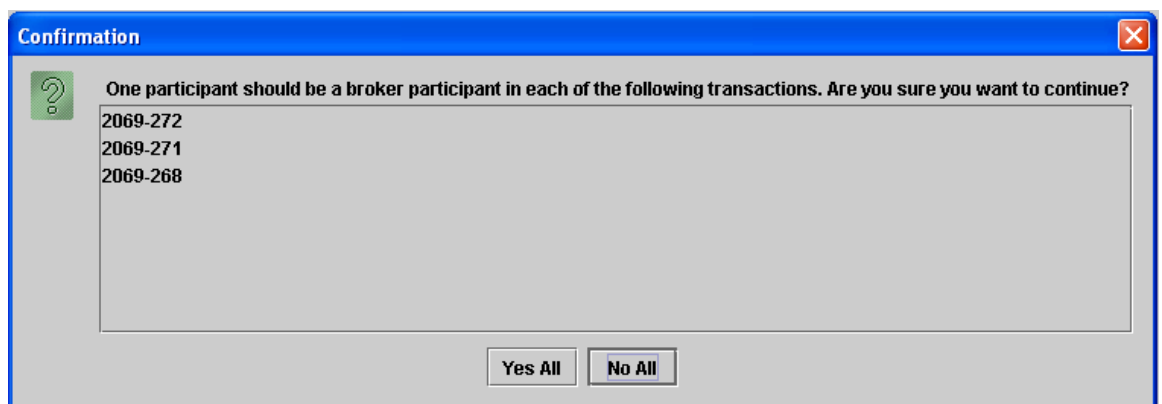 Confirmation
One participant should be a broker participant in each of the following transactions. Are you sure you want to continue?
2069-272
2069-271
2069-268
Yes All
No All